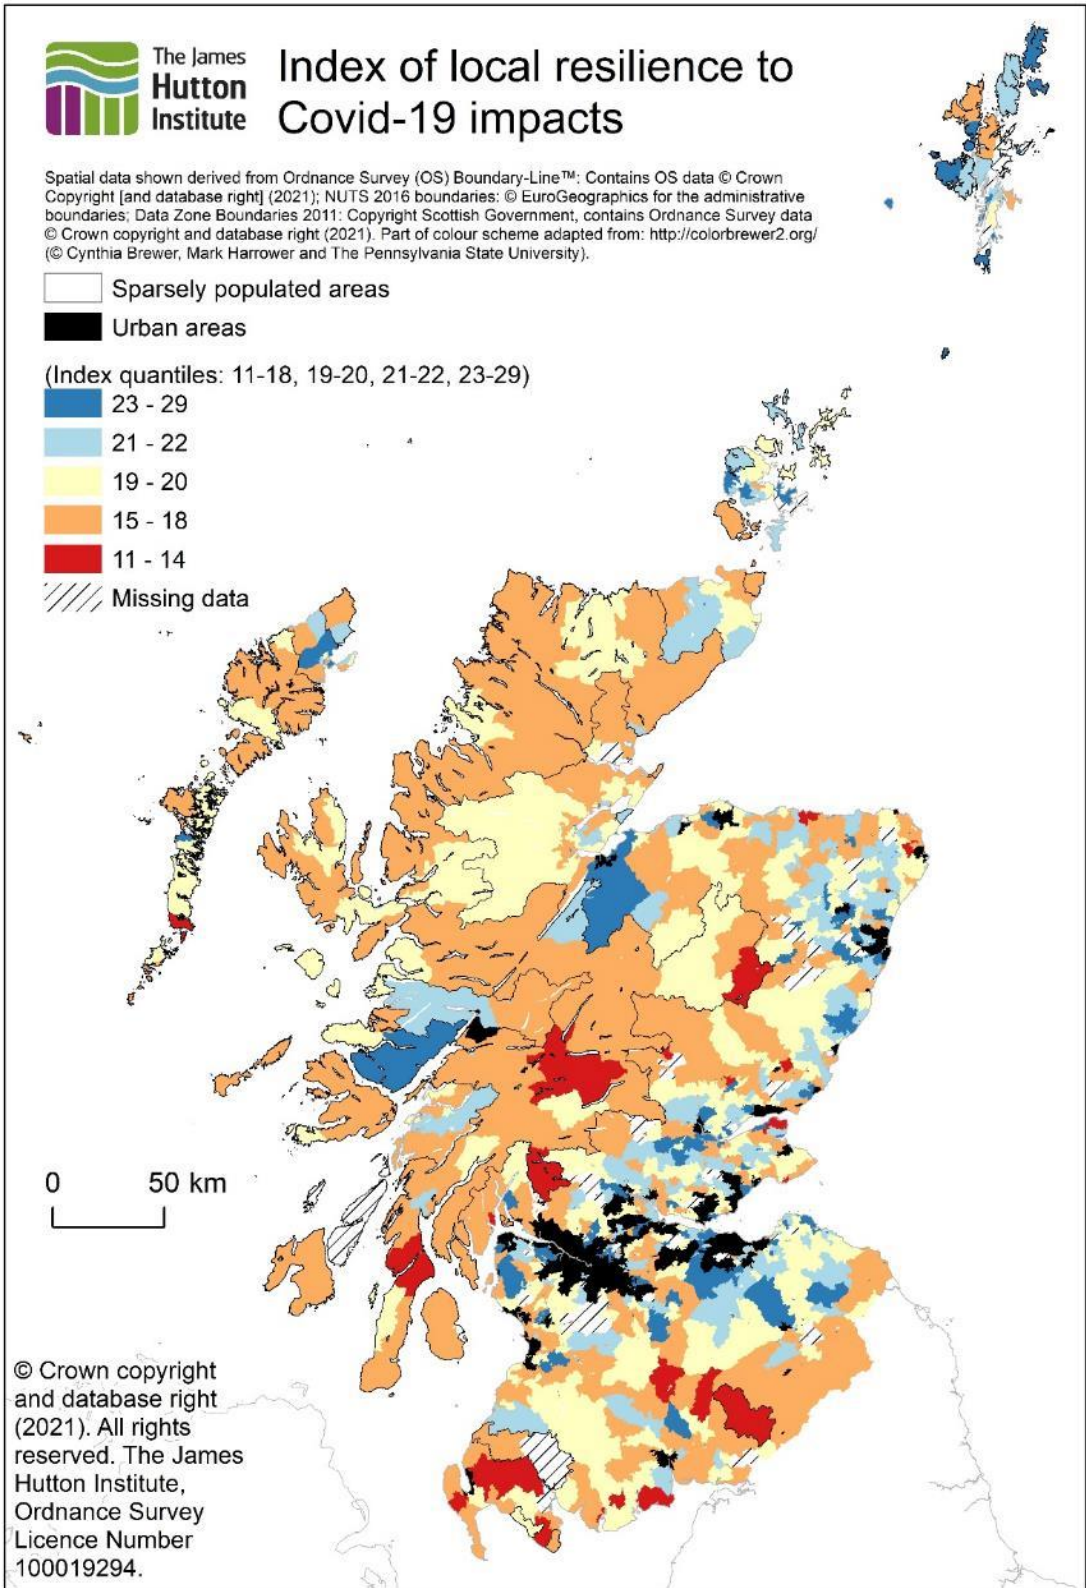 The James
Hutton
Institute
Index of local resilience to
Covid-19 impacts
Spatial data shown derived from Ordnance Survey (OS) Boundary-Line™: Contains OS data © Crown
Copyright [and database right] (2021); NUTS 2016 boundaries: © EuroGeographics for the administrative
boundaries; Data Zone Boundaries 2011: Copyright Scottish Government, contains Ordnance Survey data
© Crown copyright and database right (2021). Part of colour scheme adapted from: http://colorbrewer2.org/
(© Cynthia Brewer, Mark Harrower and The Pennsylvania State University).
Sparsely populated areas
Urban areas
(Index quantiles: 11-18, 19-20, 21-22, 23-29)
23 - 29
21 - 22
19 - 20
15 - 18
11 - 14
Missing data
0 50 km
© Crown copyright
and database right
(2021). All rights
reserved. The James
Hutton Institute,
Ordnance Survey
Licence Number
100019294.